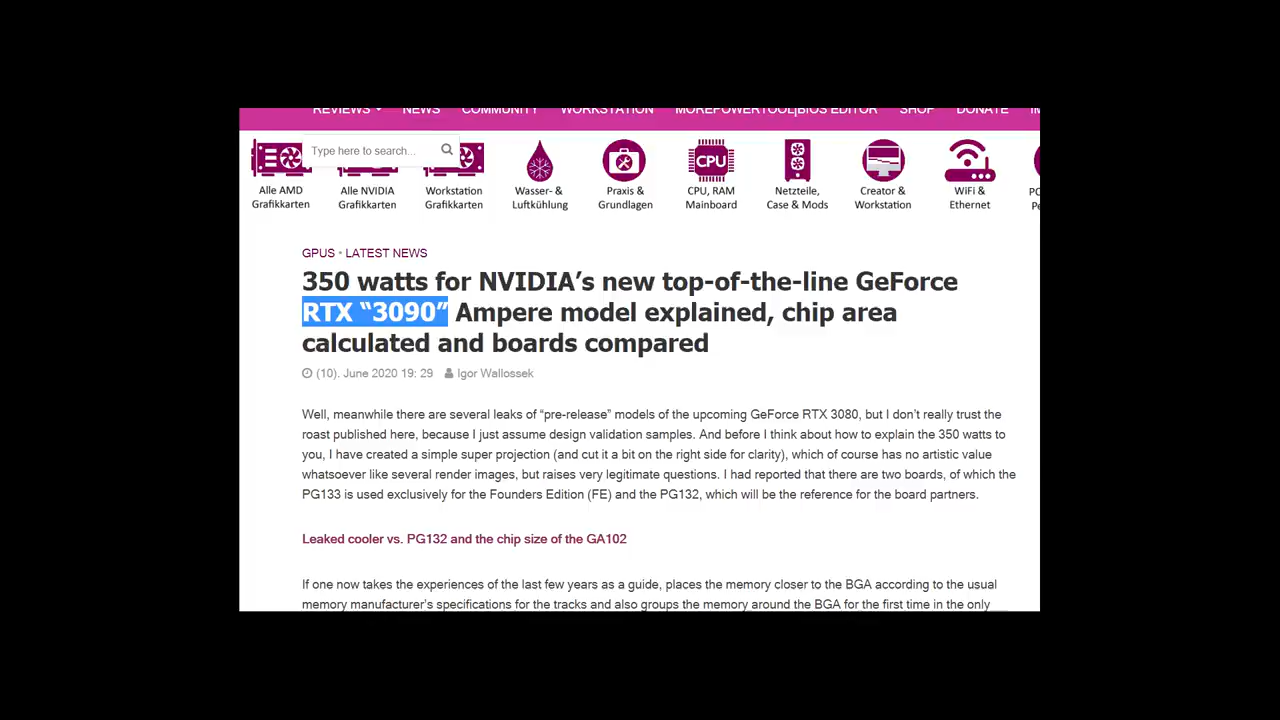 REVIEWS NEWS COMMUNITY WORKSTATION MOREPOWERTOOL|BIOS EDITOR SHOP DONATE
Type here to search...
CPU
Alle AMD Grafikkarten
Alle NVIDIA Grafikkarten
Workstation Grafikkarten
Wasser- & Luftkühlung
Praxis & Grundlagen
CPU, RAM Mainboard
Netzteile, Case & Mods
Creator & Workstation
WiFi & Ethernet
GPUS • LATEST NEWS
350 watts for NVIDIA’s new top-of-the-line GeForce
RTX “3090” Ampere model explained, chip area
calculated and boards compared
(10). June 2020 19: 29 Igor Wallossek
Well, meanwhile there are several leaks of “pre-release” models of the upcoming GeForce RTX 3080, but I don’t really trust the
roast published here, because I just assume design validation samples. And before I think about how to explain the 350 watts to
you, I have created a simple super projection (and cut it a bit on the right side for clarity), which of course has no artistic value
whatsoever like several render images, but raises very legitimate questions. I had reported that there are two boards, of which the
PG133 is used exclusively for the Founders Edition (FE) and the PG132, which will be the reference for the board partners.
Leaked cooler vs. PG132 and the chip size of the GA102
If one now takes the experiences of the last few years as a guide, places the memory closer to the BGA according to the usual
memory manufacturer’s specifications for the tracks and also groups the memory around the BGA for the first time in the only